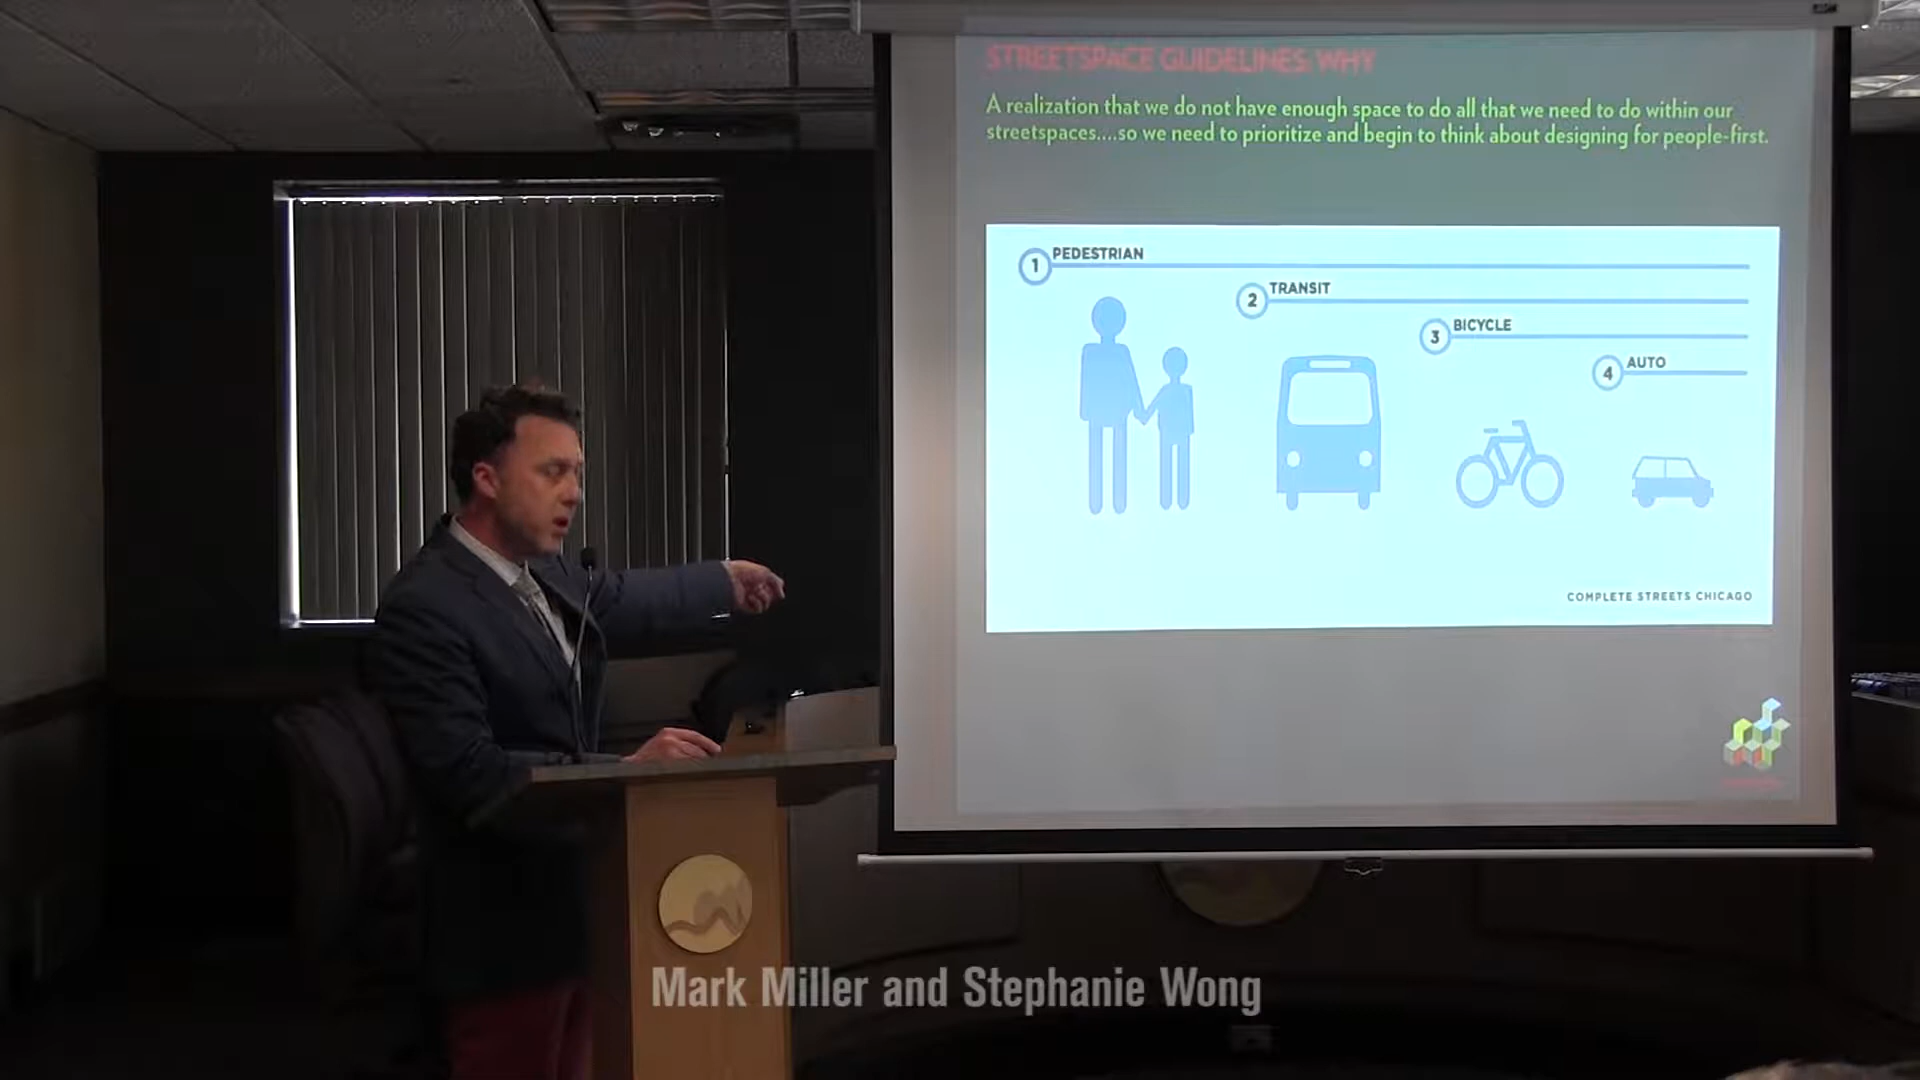 STREETSPACE GUIDELINES: WHY
A realization that we do not have enough space to do all that we need to do within our
streetspaces....so we need to prioritize and begin to think about designing for people-first.
1 PEDESTRIAN
2 TRANSIT
3 BICYCLE
4 AUTO
COMPLETE STREETS CHICAGO
Mark Miller and Stephanie Wong